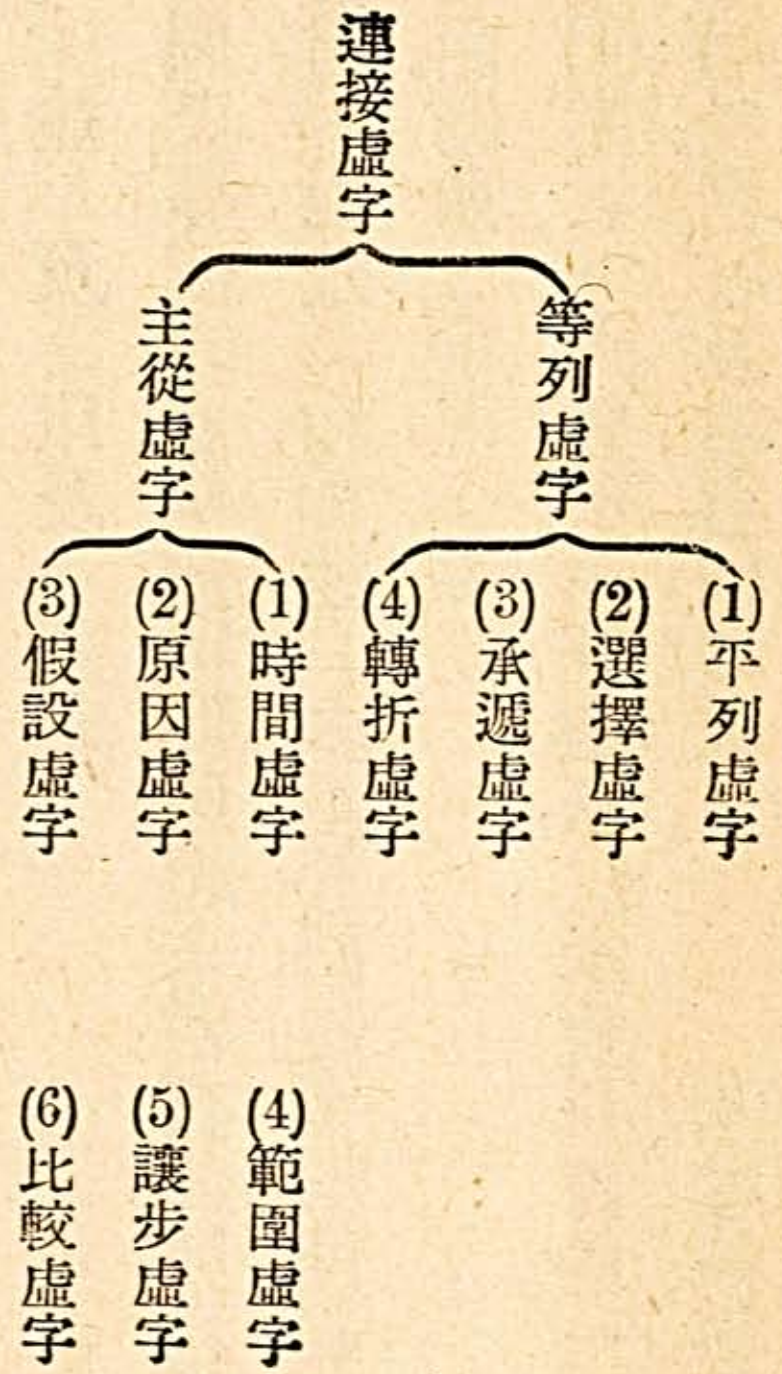 連接虛字
等列虛字
(1)平列虛字
(2)選擇虛字
(3)承遞虛字
(4)轉折虛字
主從虛字
(1)時間虛字
(2)原因虛字
(3)假設虛字
(4)範圍虛字
(5)讓步虛字
(6)比較虛字